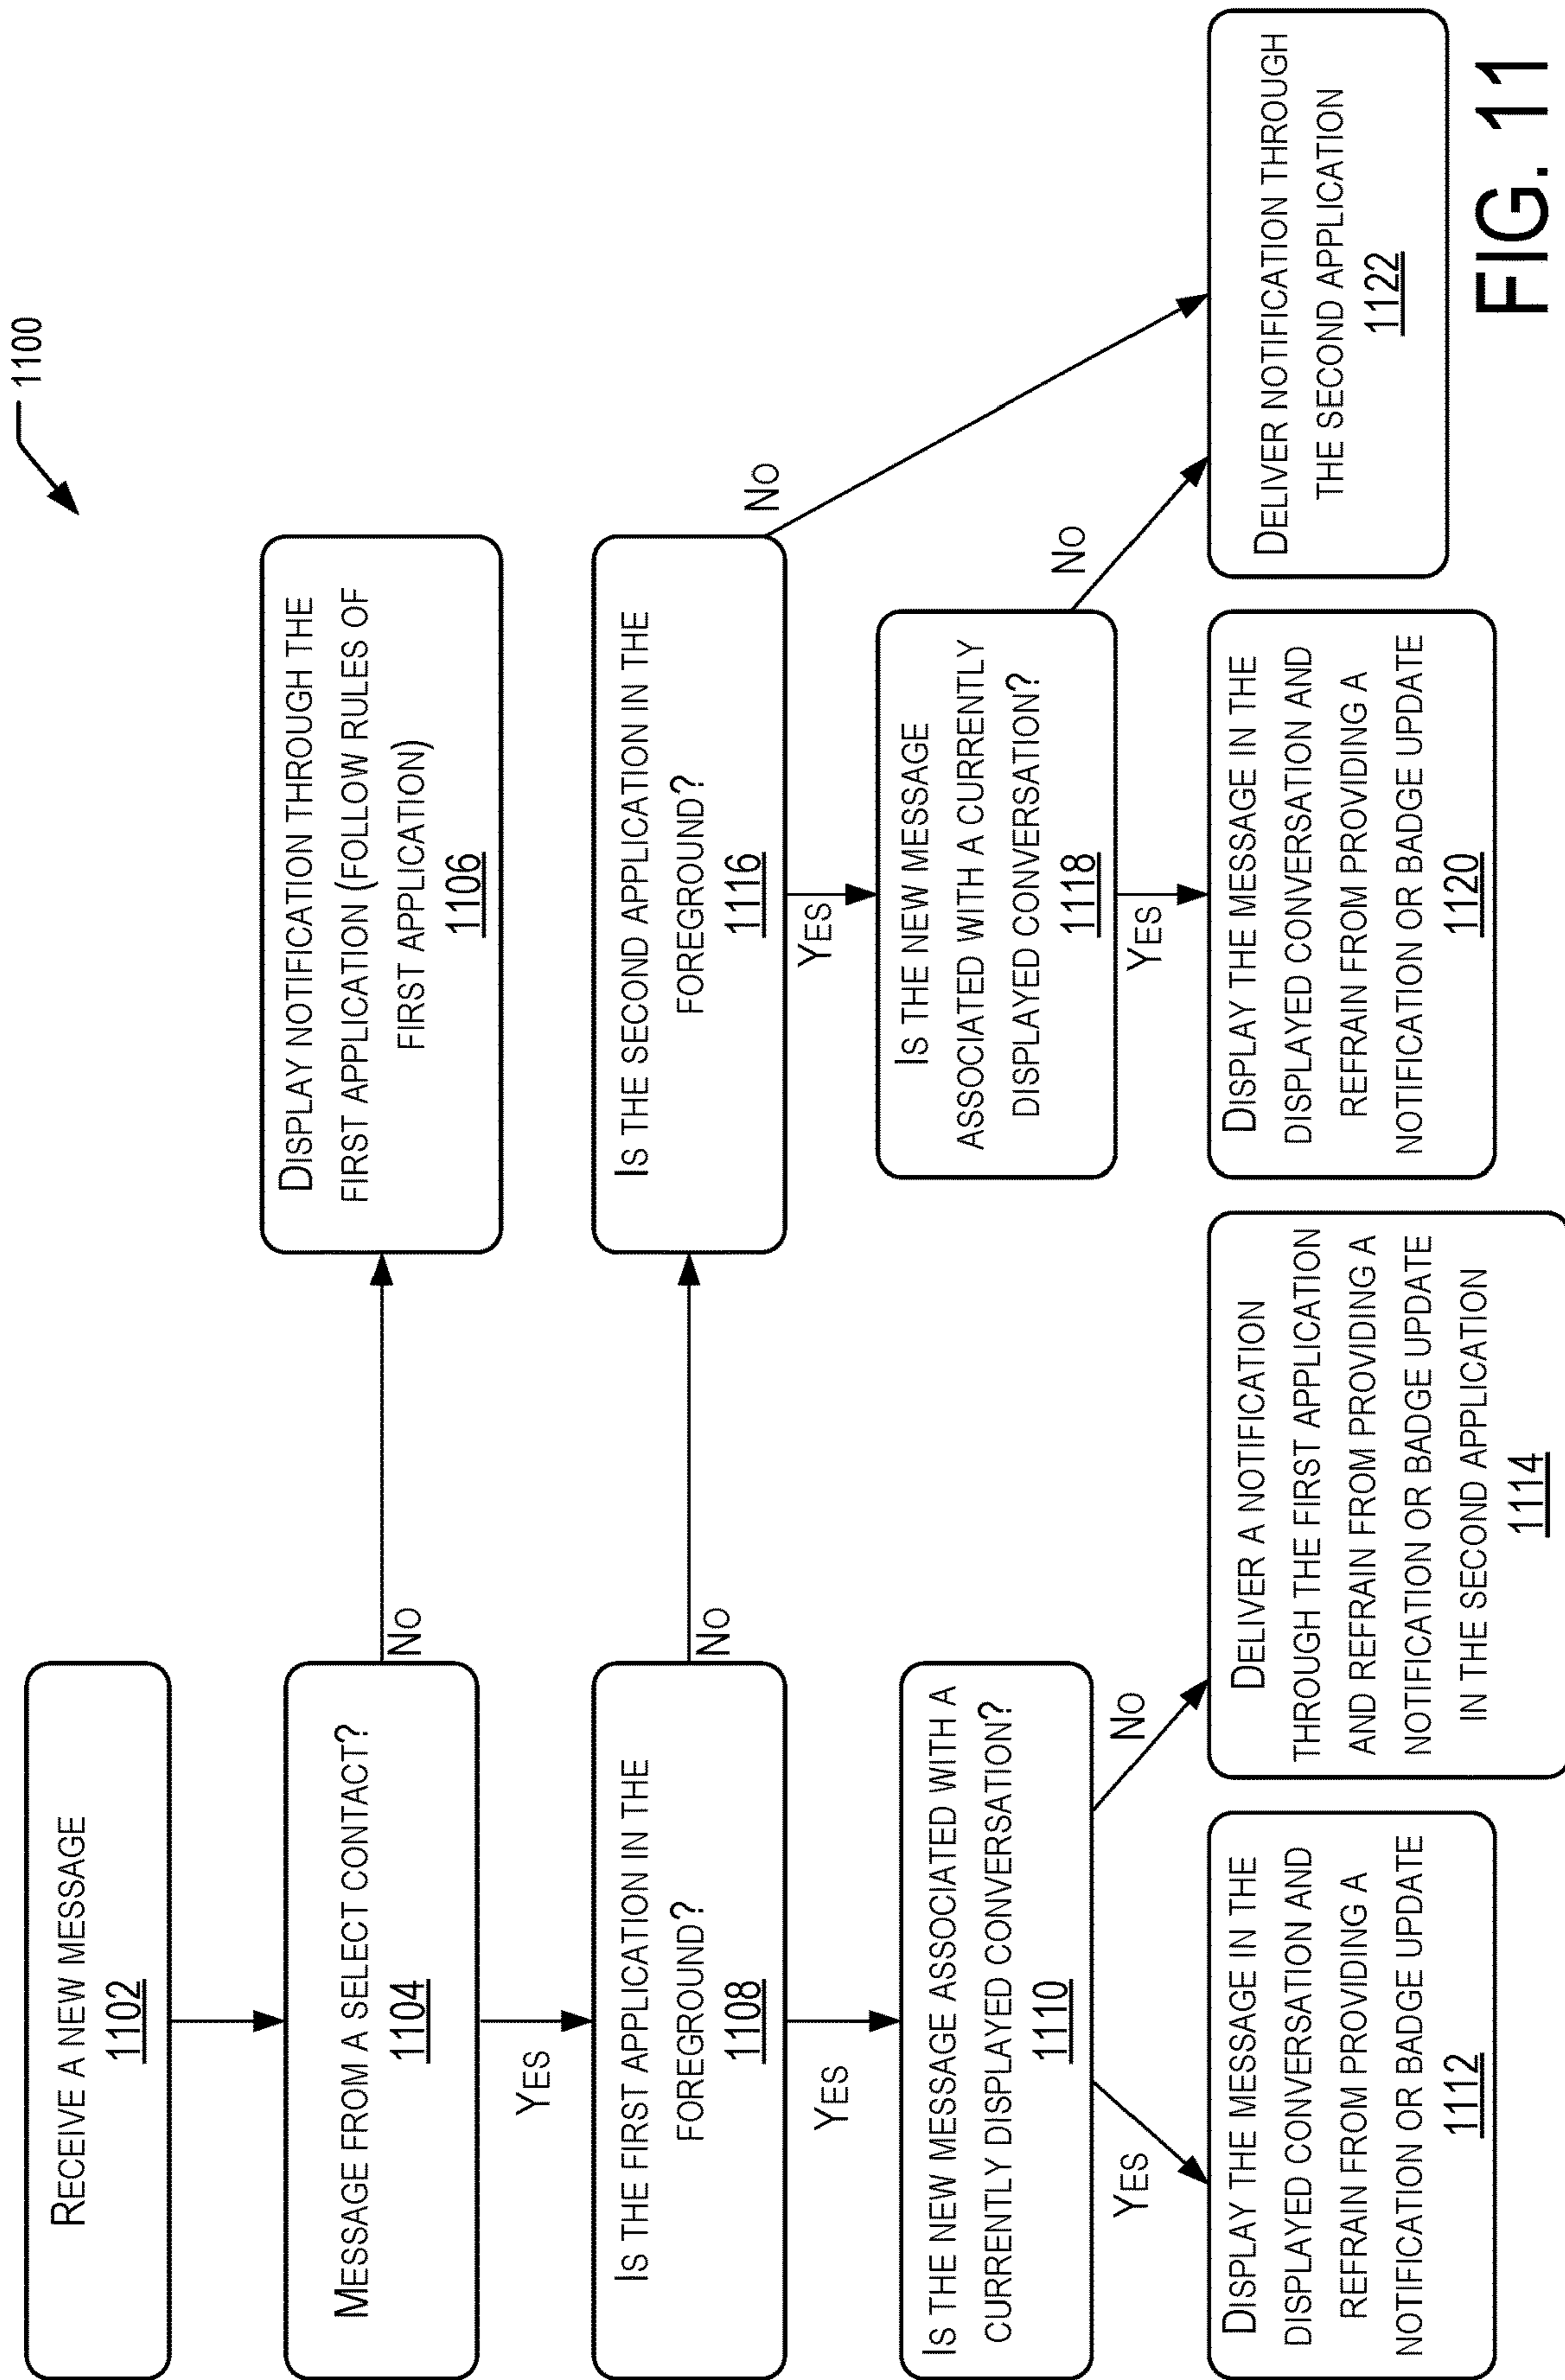 1100
RECEIVE A NEW MESSAGE
1102
MESSAGE FROM A SELECT CONTACT?
1104
NO
DISPLAY NOTIFICATION THROUGH THE
FIRST APPLICATION (FOLLOW RULES OF
FIRST APPLICATION)
1106
YES
IS THE FIRST APPLICATION IN THE
FOREGROUND?
1108
NO
IS THE SECOND APPLICATION IN THE
FOREGROUND?
1116
NO
YES
YES
IS THE NEW MESSAGE ASSOCIATED WITH A
CURRENTLY DISPLAYED CONVERSATION?
1110
IS THE NEW MESSAGE
ASSOCIATED WITH A CURRENTLY
DISPLAYED CONVERSATION?
1118
NO
YES
NO
YES
DISPLAY THE MESSAGE IN THE
DISPLAYED CONVERSATION AND
REFRAIN FROM PROVIDING A
NOTIFICATION OR BADGE UPDATE
1112
DELIVER A NOTIFICATION
THROUGH THE FIRST APPLICATION
AND REFRAIN FROM PROVIDING A
NOTIFICATION OR BADGE UPDATE
IN THE SECOND APPLICATION
1114
DISPLAY THE MESSAGE IN THE
DISPLAYED CONVERSATION AND
REFRAIN FROM PROVIDING A
NOTIFICATION OR BADGE UPDATE
1120
DELIVER NOTIFICATION THROUGH
THE SECOND APPLICATION
1122
FIG. 11